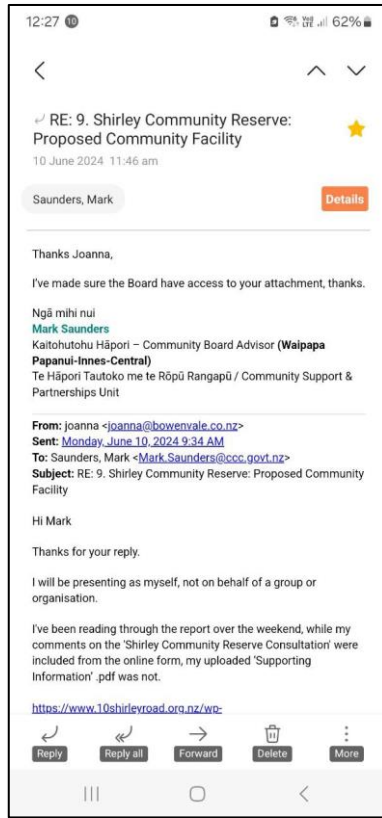 12:27 10 62%
RE: 9. Shirley Community Reserve:
Proposed Community Facility
10 June 2024 11:46 am
Saunders, Mark
Details
Thanks Joanna,
I've made sure the Board have access to your attachment, thanks.
Ngā mihi nui
Mark Saunders
Kaitohutohu Hāpori – Community Board Advisor (Waipapa
Papanui-Innes-Central)
Te Hāpori Tautoko me te Rōpū Rangapū / Community Support &
Partnerships Unit
From: joanna <joanna@bowenvale.co.nz>
Sent: Monday, June 10, 2024 9:34 AM
To: Saunders, Mark <Mark.Saunders@ccc.govt.nz>
Subject: RE: 9. Shirley Community Reserve: Proposed Community
Facility
Hi Mark
Thanks for your reply.
I will be presenting as myself, not on behalf of a group or
organisation.
I've been reading through the report over the weekend, while my
comments on the 'Shirley Community Reserve Consultation' were
included from the online form, my uploaded 'Supporting
Information' .pdf was not.
https://www.10shirleyroad.org.nz/wp-
Reply Reply all Forward Delete More